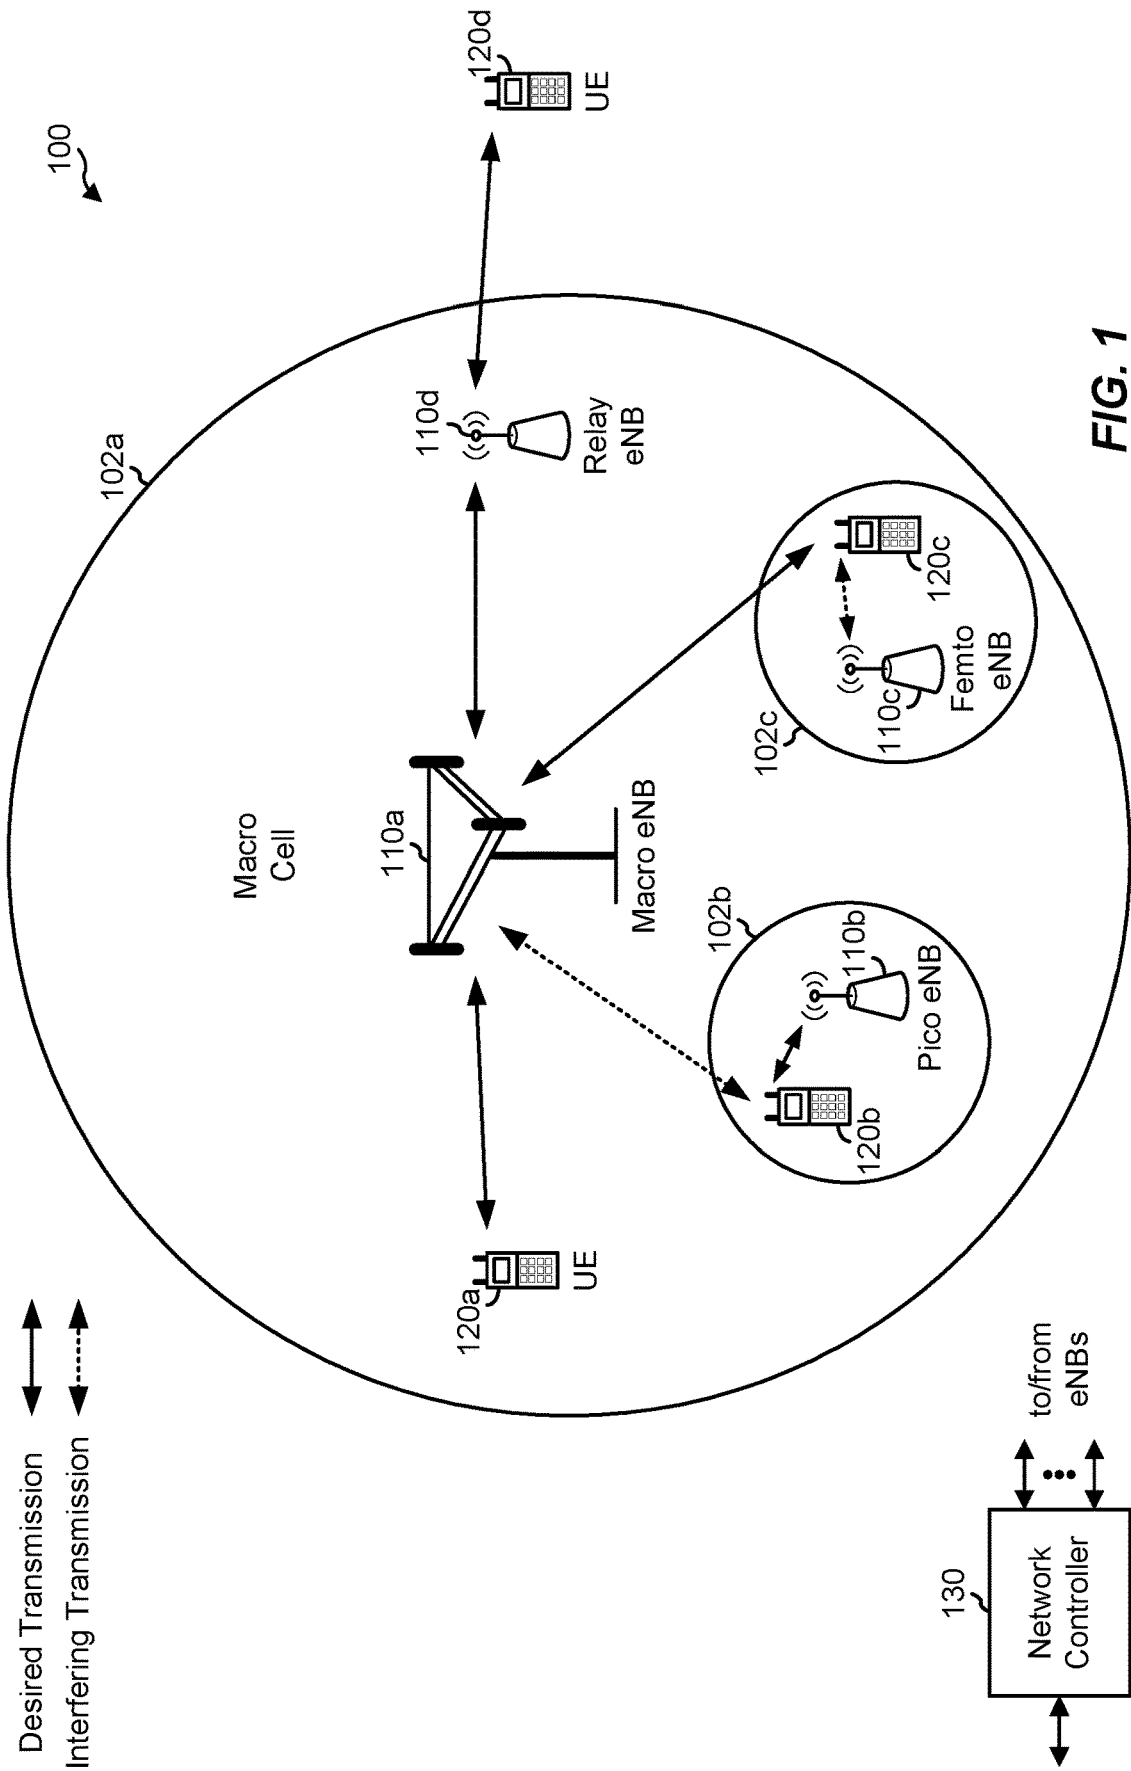 Desired Transmission
Interfering Transmission
100
102a
Macro
Cell
110a
Macro eNB
120a
UE
110d
Relay
eNB
120d
UE
102b
110b
Pico eNB
120b
102c
110c
Femto
eNB
120c
130
Network
Controller
to/from
eNBs
FIG. 1